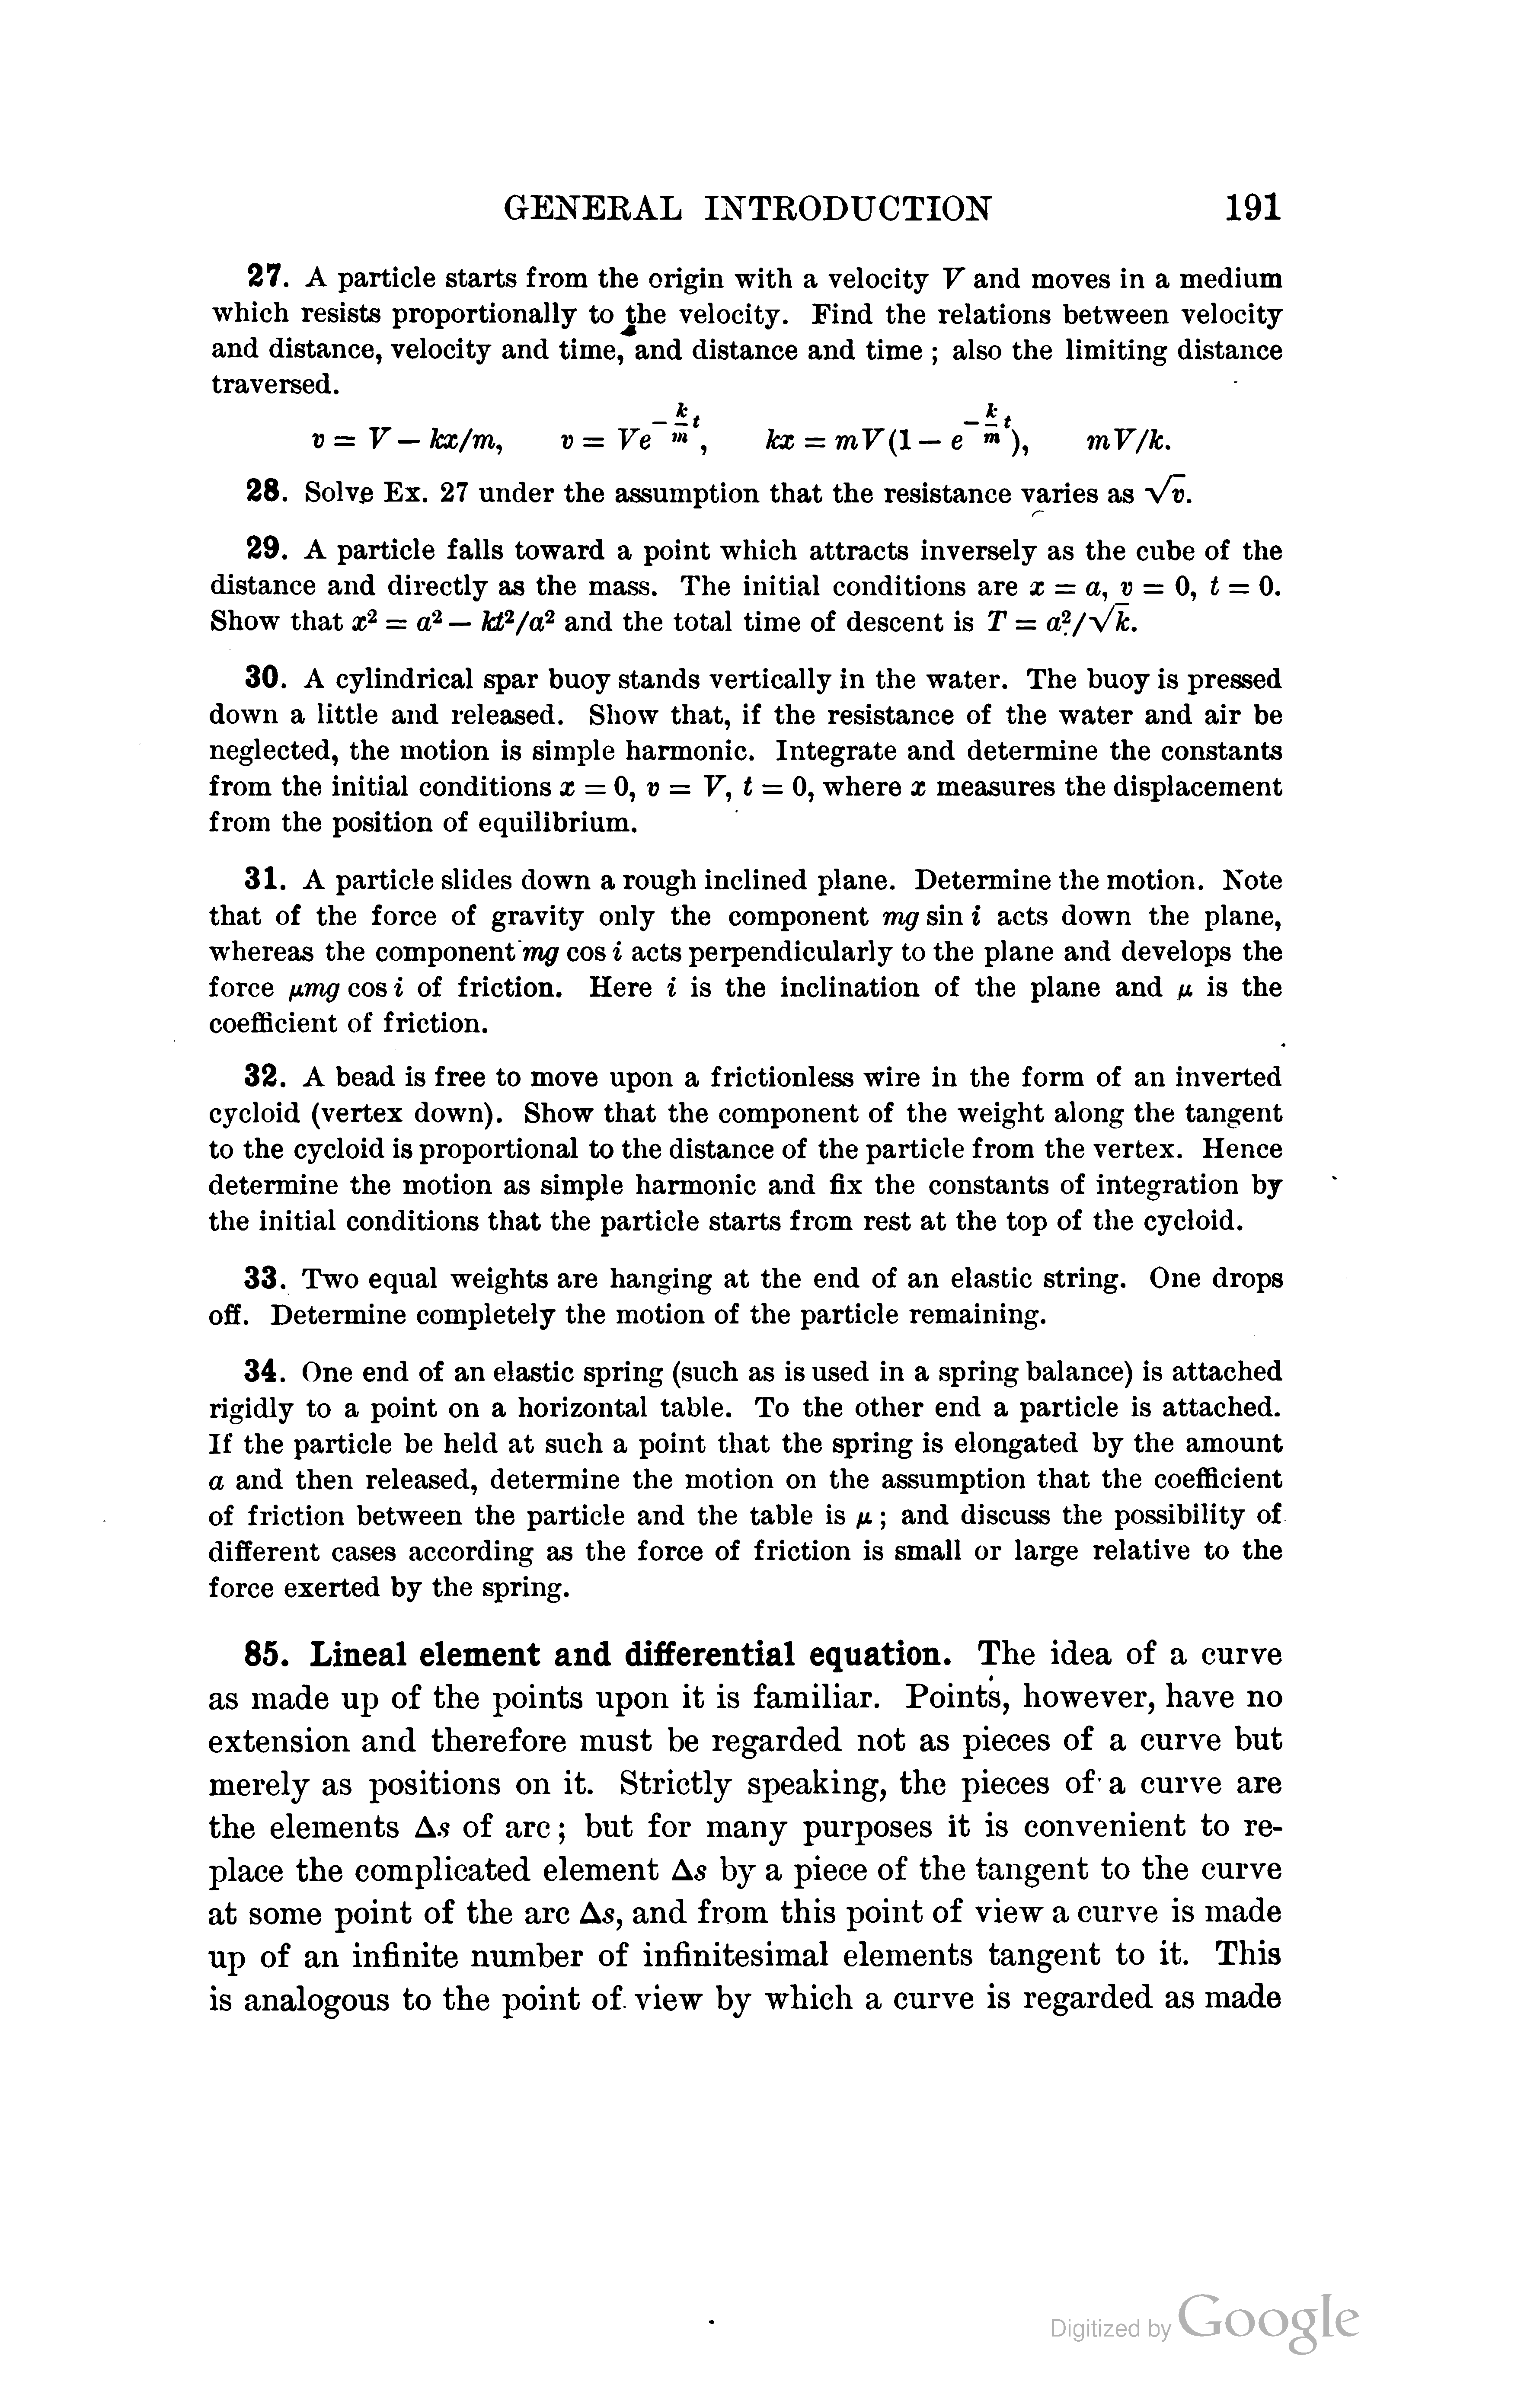 GENERAL INTRODUCTION 191
27. A particle starts from the origin with a velocity V and moves in a medium
which resists proportionally to the velocity. Find the relations between velocity
and distance, velocity and time, and distance and time ; also the limiting distance
traversed.
v = V — kx/m, v = Ve^{-\frac{k}{m}t}, kx = mV(1 — e^{-\frac{k}{m}t}), mV/k.
28. Solve Ex. 27 under the assumption that the resistance varies as √v.
29. A particle falls toward a point which attracts inversely as the cube of the
distance and directly as the mass. The initial conditions are x = a, v = 0, t = 0.
Show that x² = a² — kt²/a² and the total time of descent is T = a²/√k.
30. A cylindrical spar buoy stands vertically in the water. The buoy is pressed
down a little and released. Show that, if the resistance of the water and air be
neglected, the motion is simple harmonic. Integrate and determine the constants
from the initial conditions x = 0, v = V, t = 0, where x measures the displacement
from the position of equilibrium.
31. A particle slides down a rough inclined plane. Determine the motion. Note
that of the force of gravity only the component mg sin i acts down the plane,
whereas the component mg cos i acts perpendicularly to the plane and develops the
force μmg cos i of friction. Here i is the inclination of the plane and μ is the
coefficient of friction.
32. A bead is free to move upon a frictionless wire in the form of an inverted
cycloid (vertex down). Show that the component of the weight along the tangent
to the cycloid is proportional to the distance of the particle from the vertex. Hence
determine the motion as simple harmonic and fix the constants of integration by
the initial conditions that the particle starts from rest at the top of the cycloid.
33. Two equal weights are hanging at the end of an elastic string. One drops
off. Determine completely the motion of the particle remaining.
34. One end of an elastic spring (such as is used in a spring balance) is attached
rigidly to a point on a horizontal table. To the other end a particle is attached.
If the particle be held at such a point that the spring is elongated by the amount
a and then released, determine the motion on the assumption that the coefficient
of friction between the particle and the table is μ ; and discuss the possibility of
different cases according as the force of friction is small or large relative to the
force exerted by the spring.
85. Lineal element and differential equation. The idea of a curve
as made up of the points upon it is familiar. Points, however, have no
extension and therefore must be regarded not as pieces of a curve but
merely as positions on it. Strictly speaking, the pieces of a curve are
the elements Δs of arc ; but for many purposes it is convenient to re-
place the complicated element Δs by a piece of the tangent to the curve
at some point of the arc Δs, and from this point of view a curve is made
up of an infinite number of infinitesimal elements tangent to it. This
is analogous to the point of view by which a curve is regarded as made
Digitized by Google